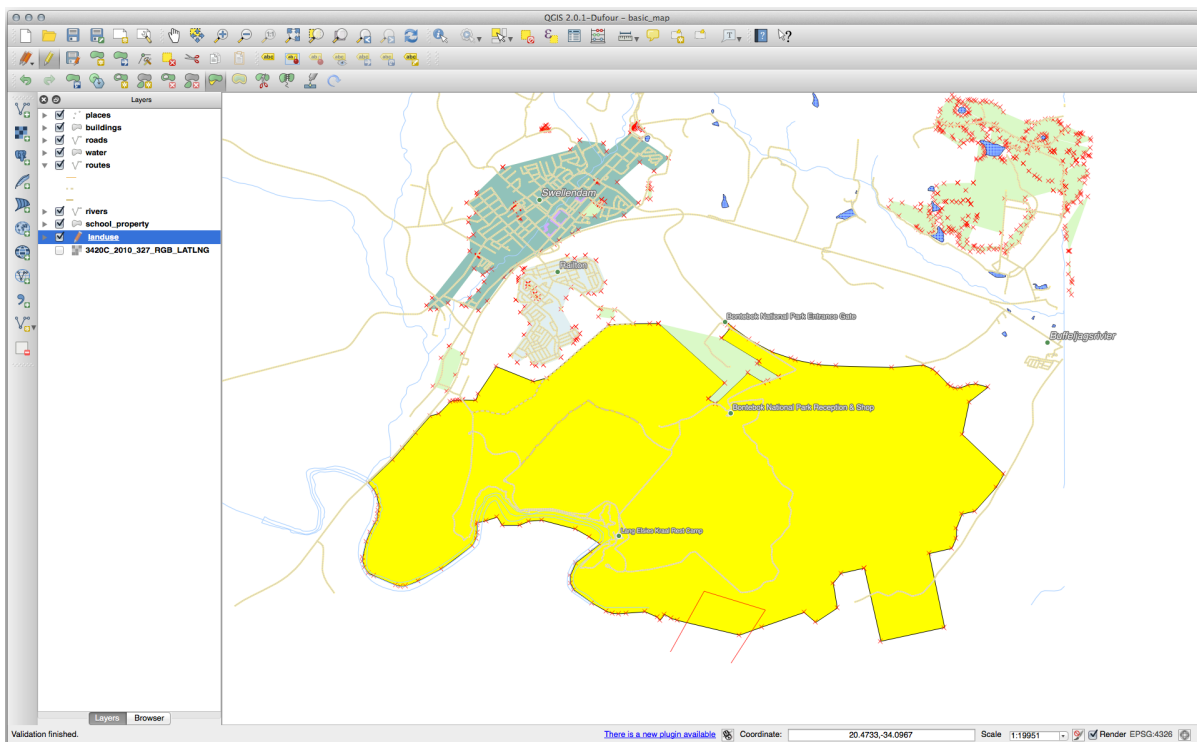 QGIS 2.0.1-Dufour - basic_map
Layers
places
buildings
roads
water
routes
rivers
school_property
landuse
3420C_2010_327_RGB_LATLNG
Swellendam
Railton
Bontebok National Park Entrance Gate
Buffeljagsrivier
Bontebok National Park Reception & Shop
Lang Elsies Kraal Rest Camp
Layers Browser
Validation finished. There is a new plugin available Coordinate: 20.4733,-34.0967 Scale 1:19951 Render EPSG:4326